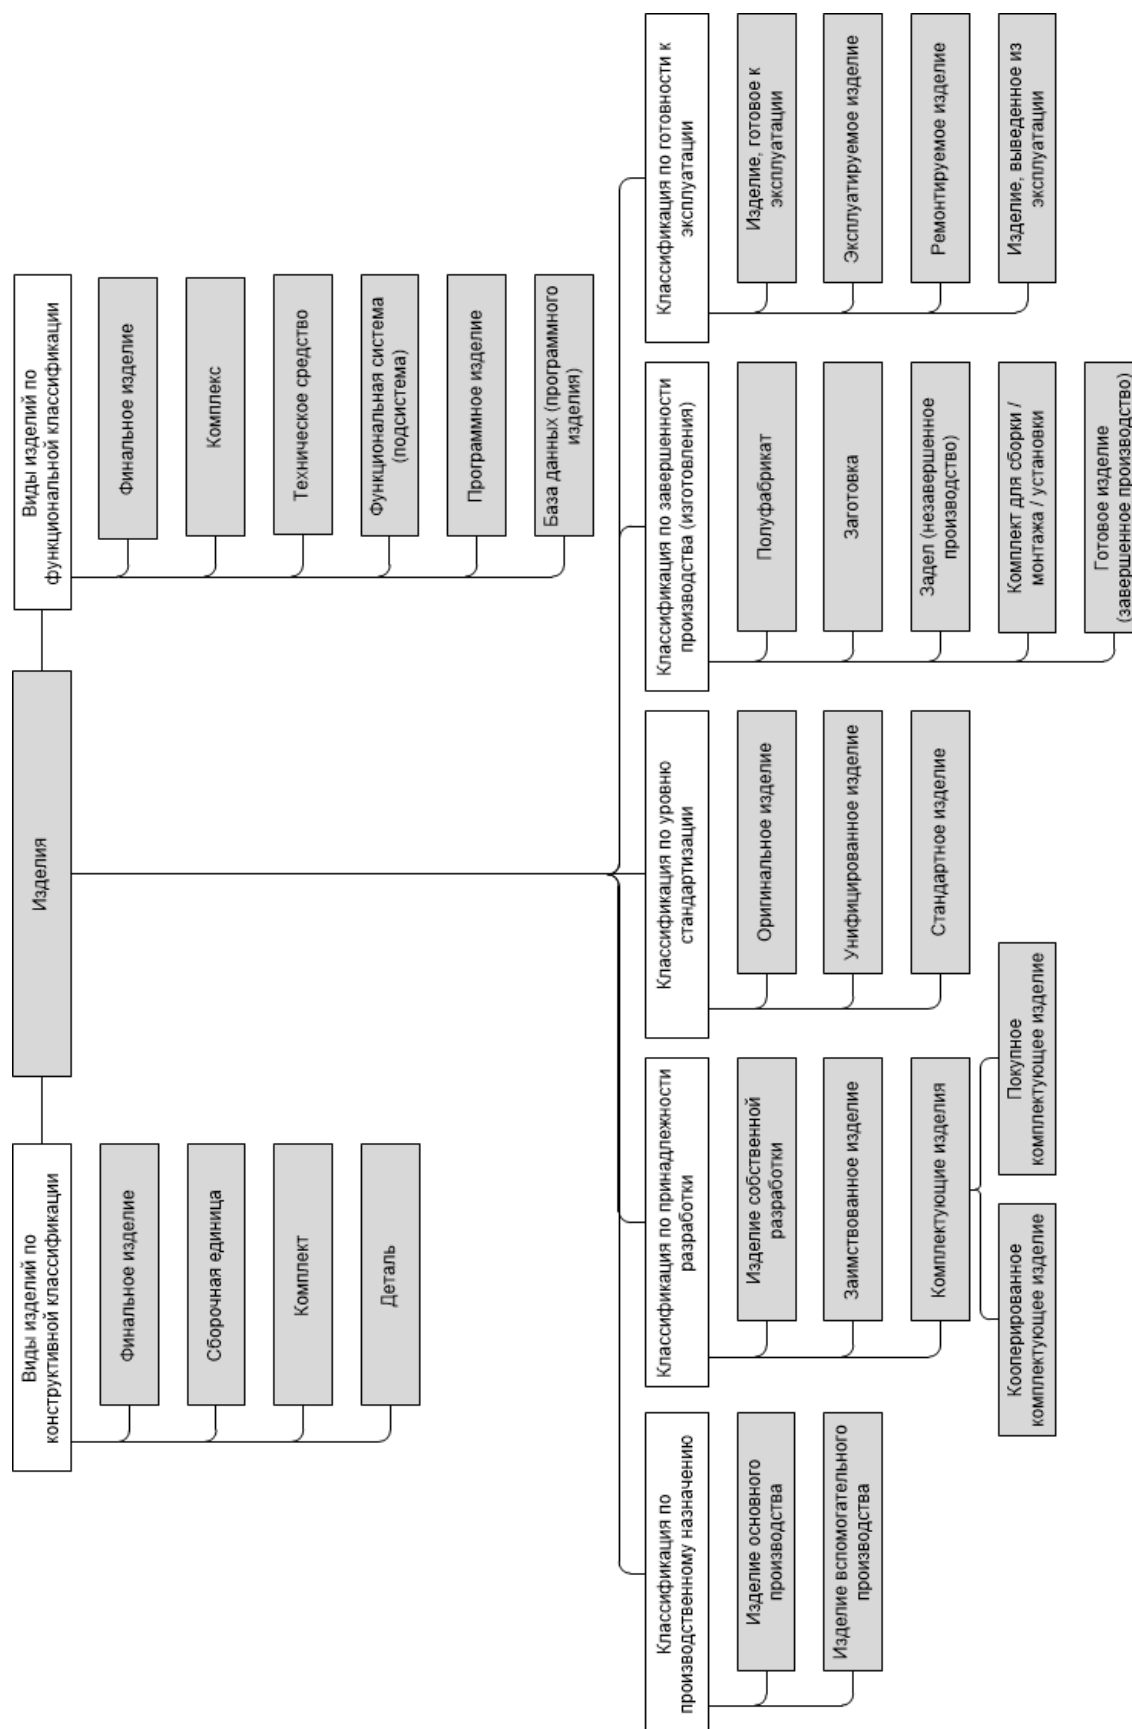 Виды изделий по
конструктивной классификации
Изделия
Виды изделий по
функциональной классификации
Финальное изделие
Сборочная единица
Комплект
Деталь
Финальное изделие
Комплекс
Техническое средство
Функциональная система
(подсистема)
Программное изделие
База данных (программного
изделия)
Классификация по
производственному назначению
Изделие основного
производства
Изделие вспомогательного
производства
Классификация по принадлежности
разработки
Изделие собственной
разработки
Заимствованное изделие
Комплектующие изделия
Кооперированное
комплектующее изделие
Покупное
комплектующее изделие
Классификация по уровню
стандартизации
Оригинальное изделие
Унифицированное изделие
Стандартное изделие
Классификация по завершенности
производства (изготовления)
Полуфабрикат
Заготовка
Задел (незавершенное
производство)
Комплект для сборки /
монтажа / установки
Готовое изделие
(завершенное производство)
Классификация по готовности к
эксплуатации
Изделие, готовое к
эксплуатации
Эксплуатируемое изделие
Ремонтируемое изделие
Изделие, выведенное из
эксплуатации